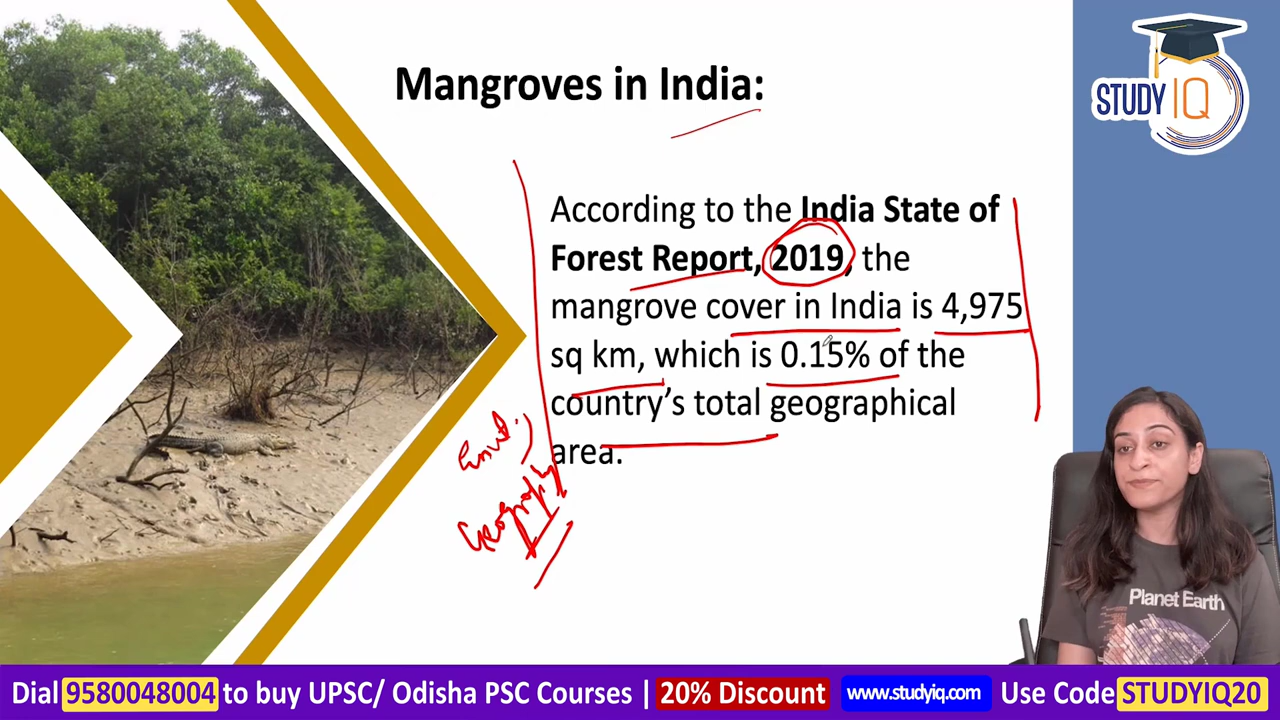 Mangroves in India:
STUDY IQ
According to the India State of
Forest Report, 2019, the
mangrove cover in India is 4,975
sq km, which is 0.15% of the
country’s total geographical
area.
Envt.,
Geography
Planet Earth
Dial 9580048004 to buy UPSC/ Odisha PSC Courses | 20% Discount www.studyiq.com Use Code STUDYIQ20